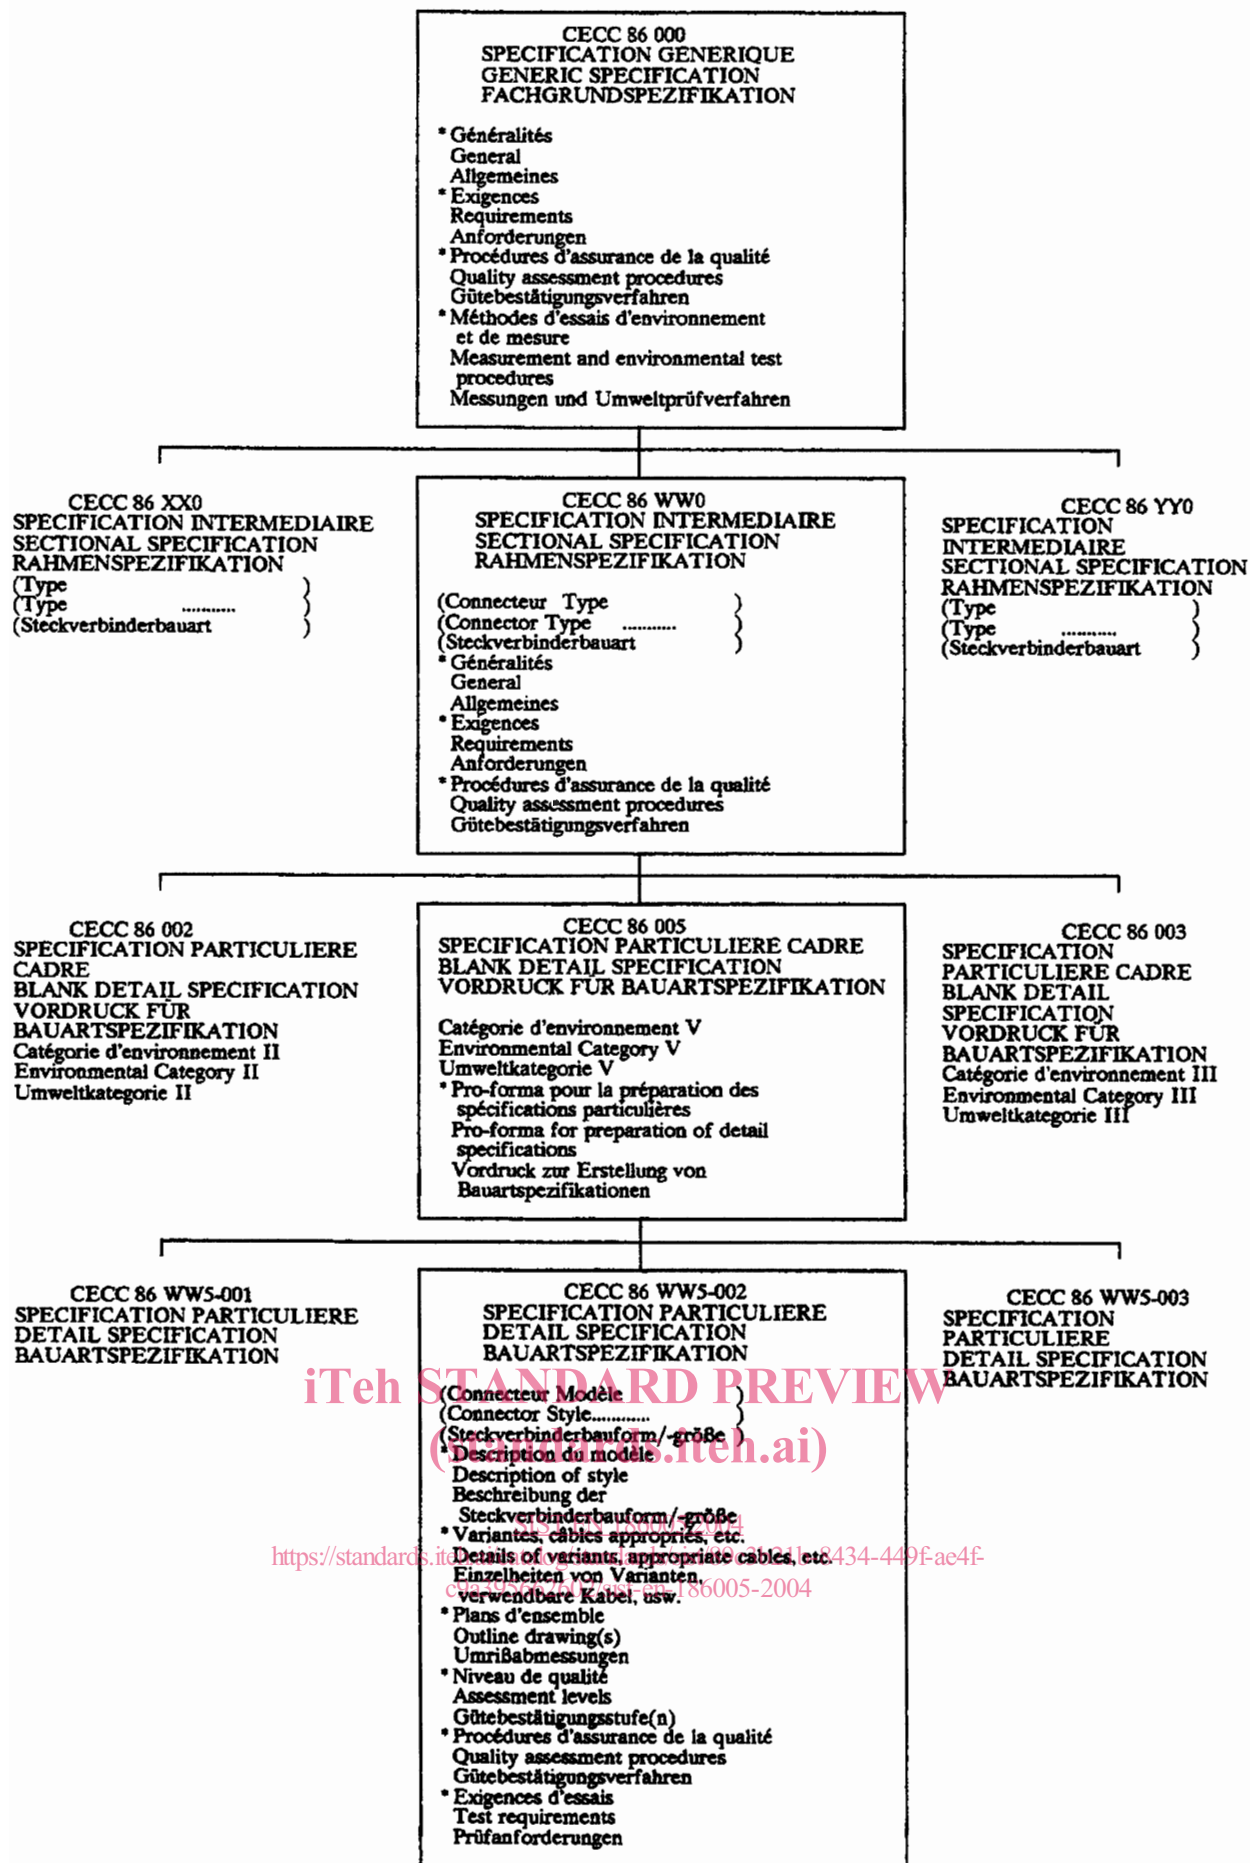 CECC 86 000
SPECIFICATION GENERIQUE
GENERIC SPECIFICATION
FACHGRUNDSPEZIFIKATION
* Généralités
General
Allgemeines
* Exigences
Requirements
Anforderungen
* Procédures d'assurance de la qualité
Quality assessment procedures
Gütebestätigungsverfahren
* Méthodes d'essais d'environnement
et de mesure
Measurement and environmental test
procedures
Messungen und Umweltprüfverfahren
CECC 86 XX0
SPECIFICATION INTERMEDIAIRE
SECTIONAL SPECIFICATION
RAHMENSPEZIFIKATION
(Type )
(Type ........... )
(Steckverbinderbauart )
CECC 86 WW0
SPECIFICATION INTERMEDIAIRE
SECTIONAL SPECIFICATION
RAHMENSPEZIFIKATION
(Connecteur Type )
(Connector Type ........... )
(Steckverbinderbauart )
* Généralités
General
Allgemeines
* Exigences
Requirements
Anforderungen
* Procédures d'assurance de la qualité
Quality assessment procedures
Gütebestätigungsverfahren
CECC 86 YY0
SPECIFICATION
INTERMEDIAIRE
SECTIONAL SPECIFICATION
RAHMENSPEZIFIKATION
(Type )
(Type ........... )
(Steckverbinderbauart )
CECC 86 002
SPECIFICATION PARTICULIERE
CADRE
BLANK DETAIL SPECIFICATION
VORDRUCK FÜR
BAUARTSPEZIFIKATION
Catégorie d'environnement II
Environmental Category II
Umweltkategorie II
CECC 86 005
SPECIFICATION PARTICULIERE CADRE
BLANK DETAIL SPECIFICATION
VORDRUCK FÜR BAUARTSPEZIFIKATION
Catégorie d'environnement V
Environmental Category V
Umweltkategorie V
* Pro-forma pour la préparation des
spécifications particulières
Pro-forma for preparation of detail
specifications
Vordruck zur Erstellung von
Bauartspezifikationen
CECC 86 003
SPECIFICATION
PARTICULIERE CADRE
BLANK DETAIL
SPECIFICATION
VORDRUCK FÜR
BAUARTSPEZIFIKATION
Catégorie d'environnement III
Environmental Category III
Umweltkategorie III
CECC 86 WW5-001
SPECIFICATION PARTICULIERE
DETAIL SPECIFICATION
BAUARTSPEZIFIKATION
CECC 86 WW5-002
SPECIFICATION PARTICULIERE
DETAIL SPECIFICATION
BAUARTSPEZIFIKATION
(Connecteur Modèle )
(Connector Style............ )
(Steckverbinderbauform/-größe )
* Description du modèle
Description of style
Beschreibung der
Steckverbinderbauform/-größe
* Variantes, câbles appropriés, etc.
Details of variants, appropriate cables, etc.
Einzelheiten von Varianten,
verwendbare Kabel, usw.
* Plans d'ensemble
Outline drawing(s)
Umrißabmessungen
* Niveau de qualité
Assessment levels
Gütebestätigungsstufe(n)
* Procédures d'assurance de la qualité
Quality assessment procedures
Gütebestätigungsverfahren
* Exigences d'essais
Test requirements
Prüfanforderungen
CECC 86 WW5-003
SPECIFICATION
PARTICULIERE
DETAIL SPECIFICATION
BAUARTSPEZIFIKATION
iTeh STANDARD PREVIEW
(standards.iteh.ai)
SIST EN 186005:2004
-8434-449f-ae4f-
c9a3956b2602/sist-en-186005-2004